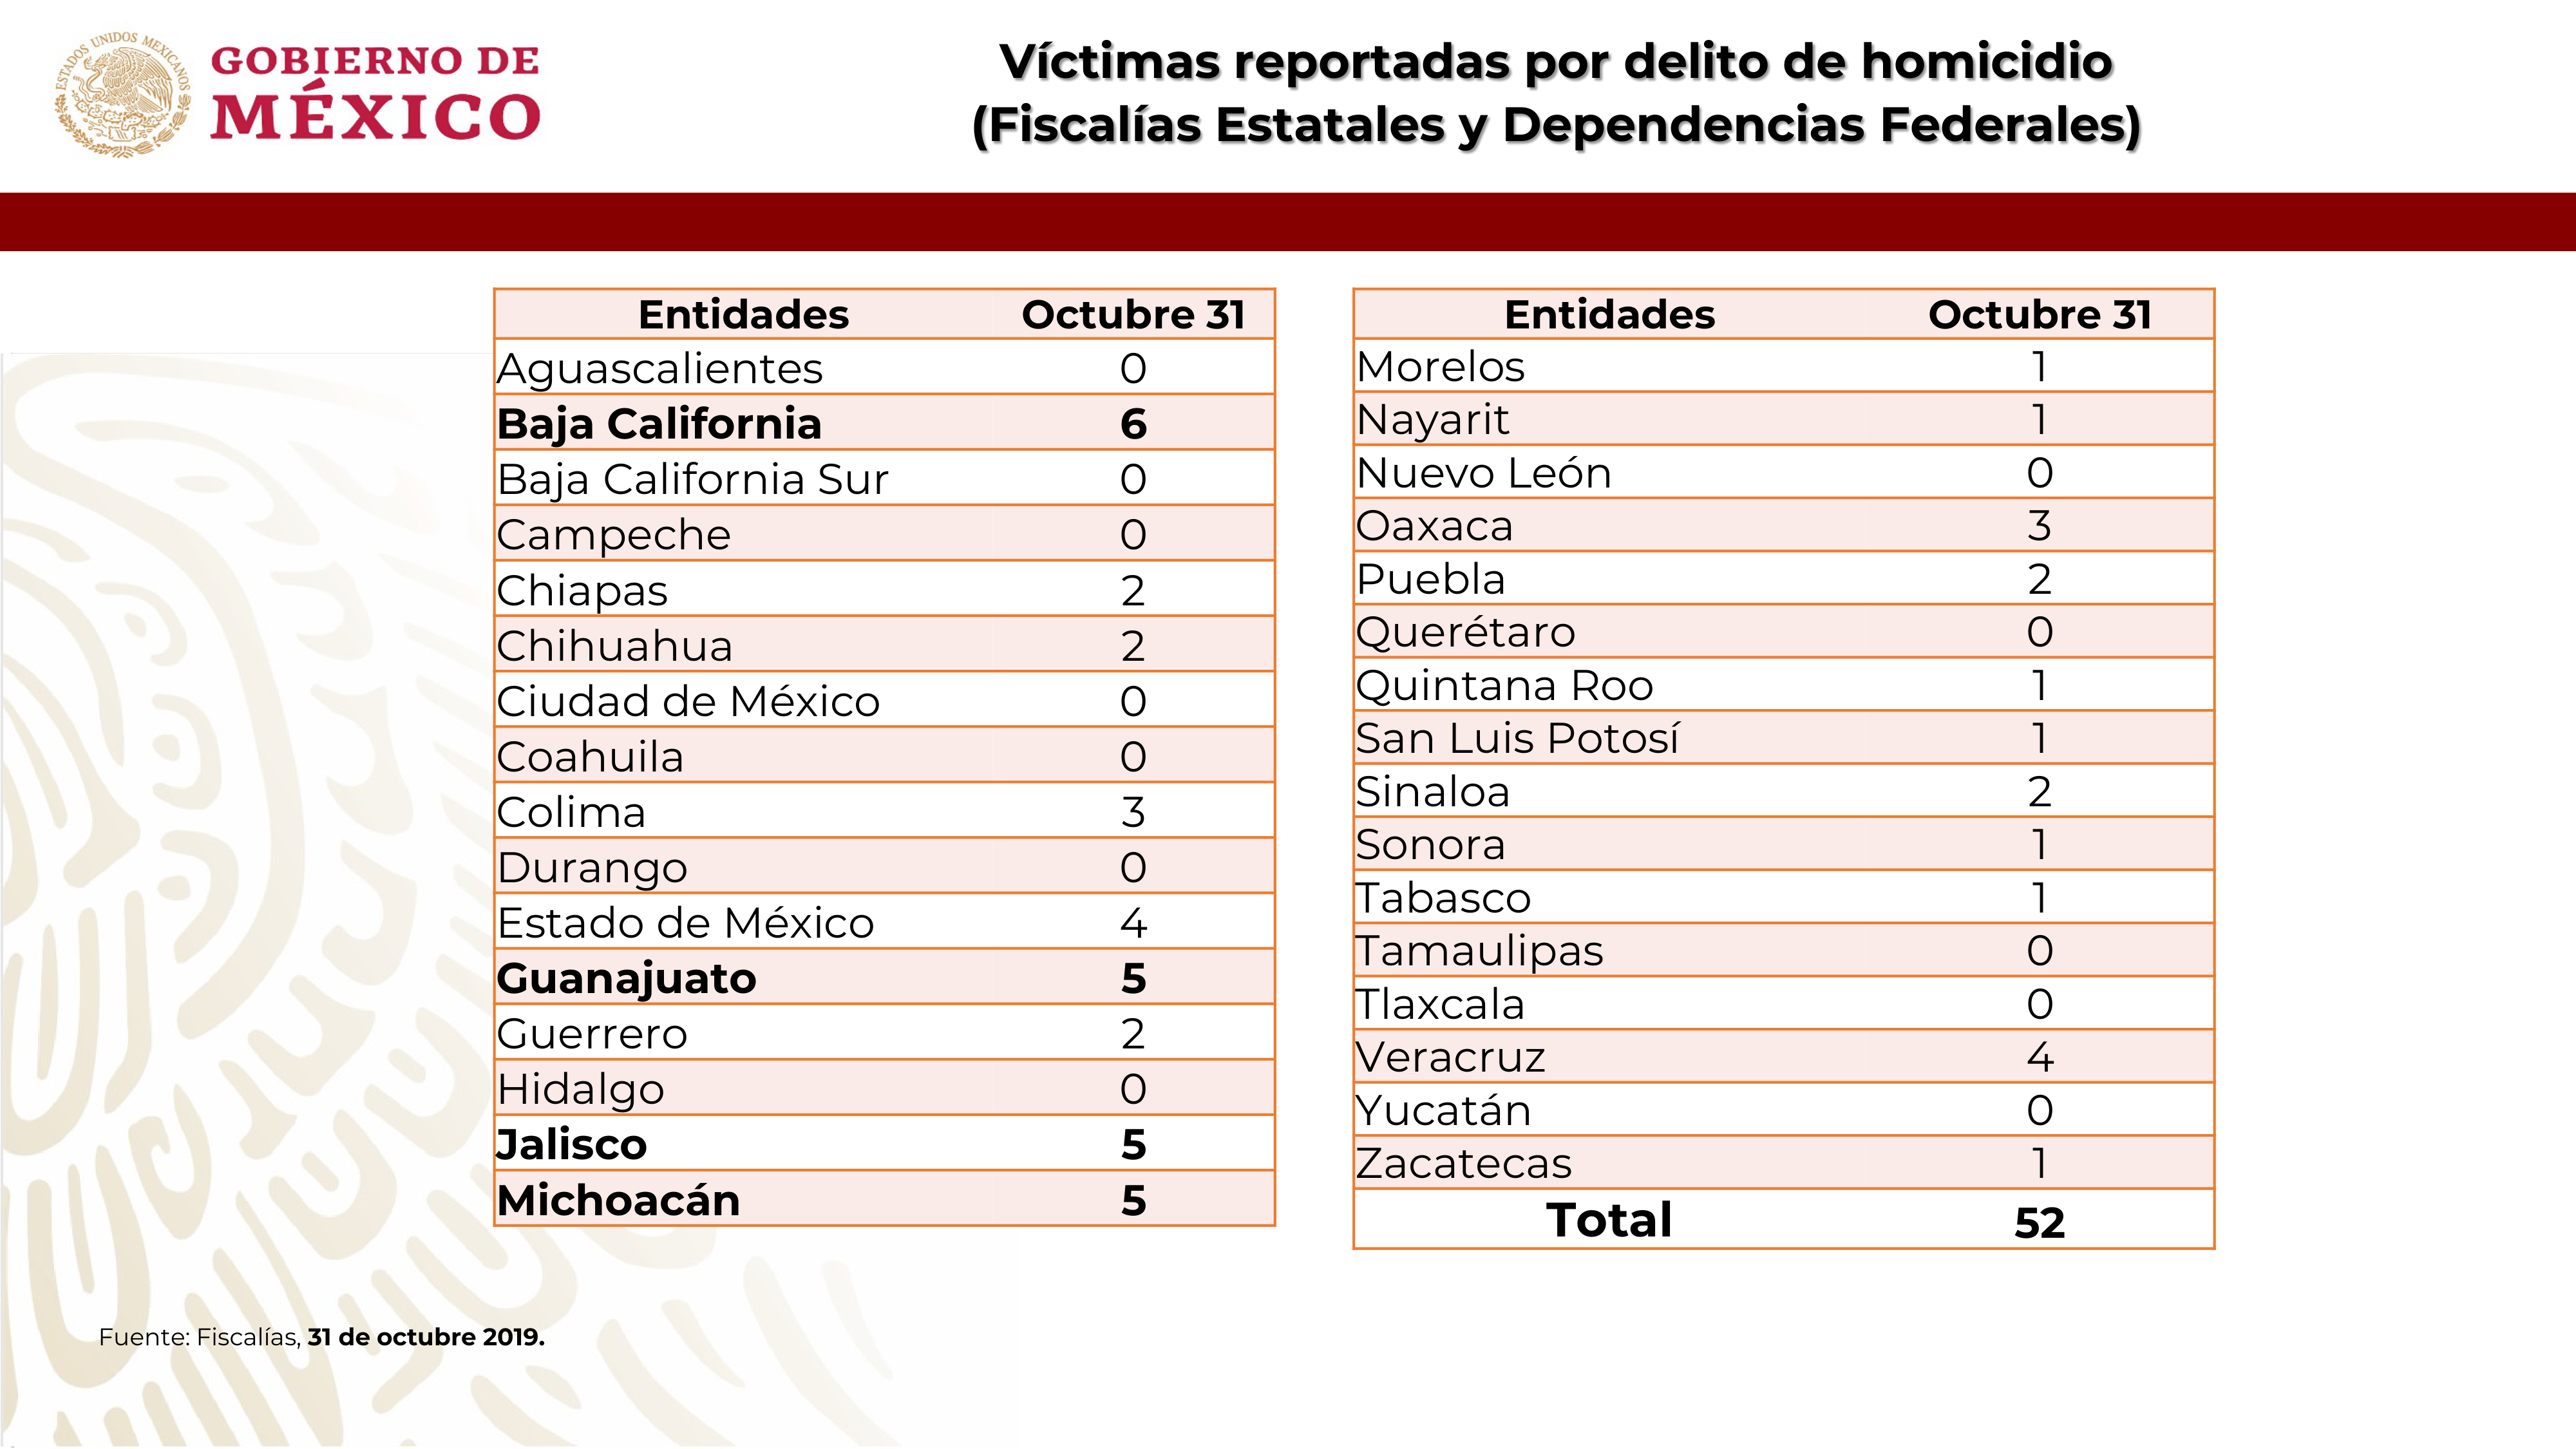 ESTADOS UNIDOS MEXICANOS
GOBIERNO DE
MÉXICO
Víctimas reportadas por delito de homicidio
(Fiscalías Estatales y Dependencias Federales)
Entidades Octubre 31
Aguascalientes 0
Baja California 6
Baja California Sur 0
Campeche 0
Chiapas 2
Chihuahua 2
Ciudad de México 0
Coahuila 0
Colima 3
Durango 0
Estado de México 4
Guanajuato 5
Guerrero 2
Hidalgo 0
Jalisco 5
Michoacán 5
Entidades Octubre 31
Morelos 1
Nayarit 1
Nuevo León 0
Oaxaca 3
Puebla 2
Querétaro 0
Quintana Roo 1
San Luis Potosí 1
Sinaloa 2
Sonora 1
Tabasco 1
Tamaulipas 0
Tlaxcala 0
Veracruz 4
Yucatán 0
Zacatecas 1
Total 52
Fuente: Fiscalías, 31 de octubre 2019.